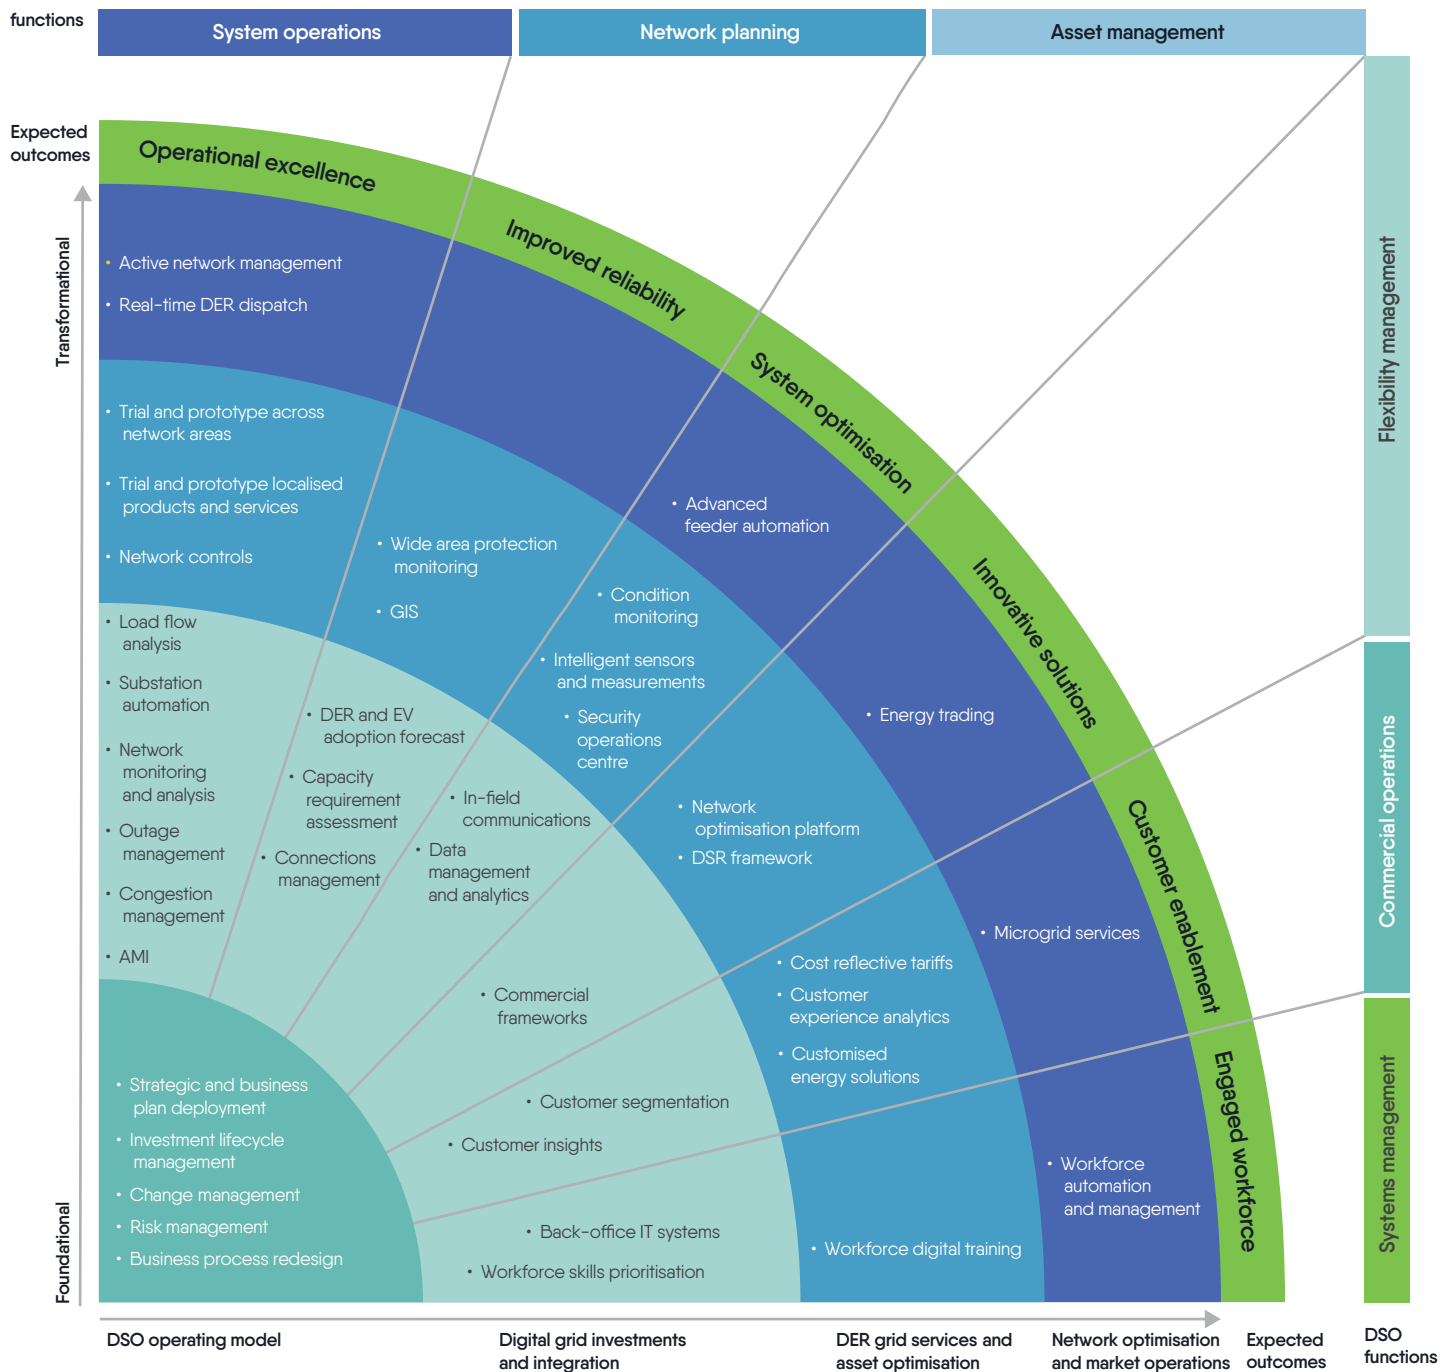 functions
System operations
Network planning
Asset management
Expected
outcomes
Transformational
Foundational
Operational excellence
Improved reliability
System optimisation
Innovative solutions
Customer enablement
Engaged workforce
Flexibility management
Commercial operations
Systems management
• Active network management
• Real-time DER dispatch
• Trial and prototype across
network areas
• Trial and prototype localised
products and services
• Network controls
• Load flow
analysis
• Substation
automation
• Network
monitoring
and analysis
• Outage
management
• Congestion
management
• AMI
• Wide area protection
monitoring
• GIS
• DER and EV
adoption forecast
• Capacity
requirement
assessment
• Connections
management
• Advanced
feeder automation
• Condition
monitoring
• Intelligent sensors
and measurements
• Security
operations
centre
• In-field
communications
• Data
management
and analytics
• Energy trading
• Network
optimisation platform
• DSR framework
• Commercial
frameworks
• Microgrid services
• Cost reflective tariffs
• Customer
experience analytics
• Customised
energy solutions
• Customer segmentation
• Customer insights
• Workforce
automation
and management
• Workforce digital training
• Back-office IT systems
• Workforce skills prioritisation
• Strategic and business
plan deployment
• Investment lifecycle
management
• Change management
• Risk management
• Business process redesign
DSO operating model
Digital grid investments
and integration
DER grid services and
asset optimisation
Network optimisation
and market operations
Expected
outcomes
DSO
functions